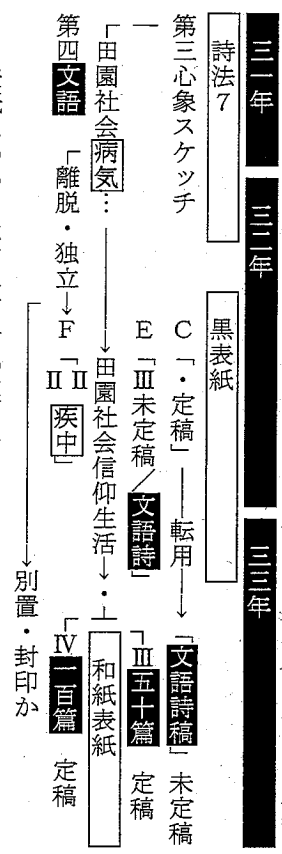 三一年　三二年　三三年
詩法7　黒表紙
第三心象スケッチ　C「・定稿」──転用─→「文語詩稿」未定稿
｜　E「Ⅲ未定稿／文語詩」　┐Ⅲ五十篇　定稿
「田園社会病気…───→田園社会信仰生活→・┴　和紙表紙
第四文語　「離脱・独立→F「ⅡⅡ疾中」　┌Ⅳ一百篇　定稿
───→別置・封印か